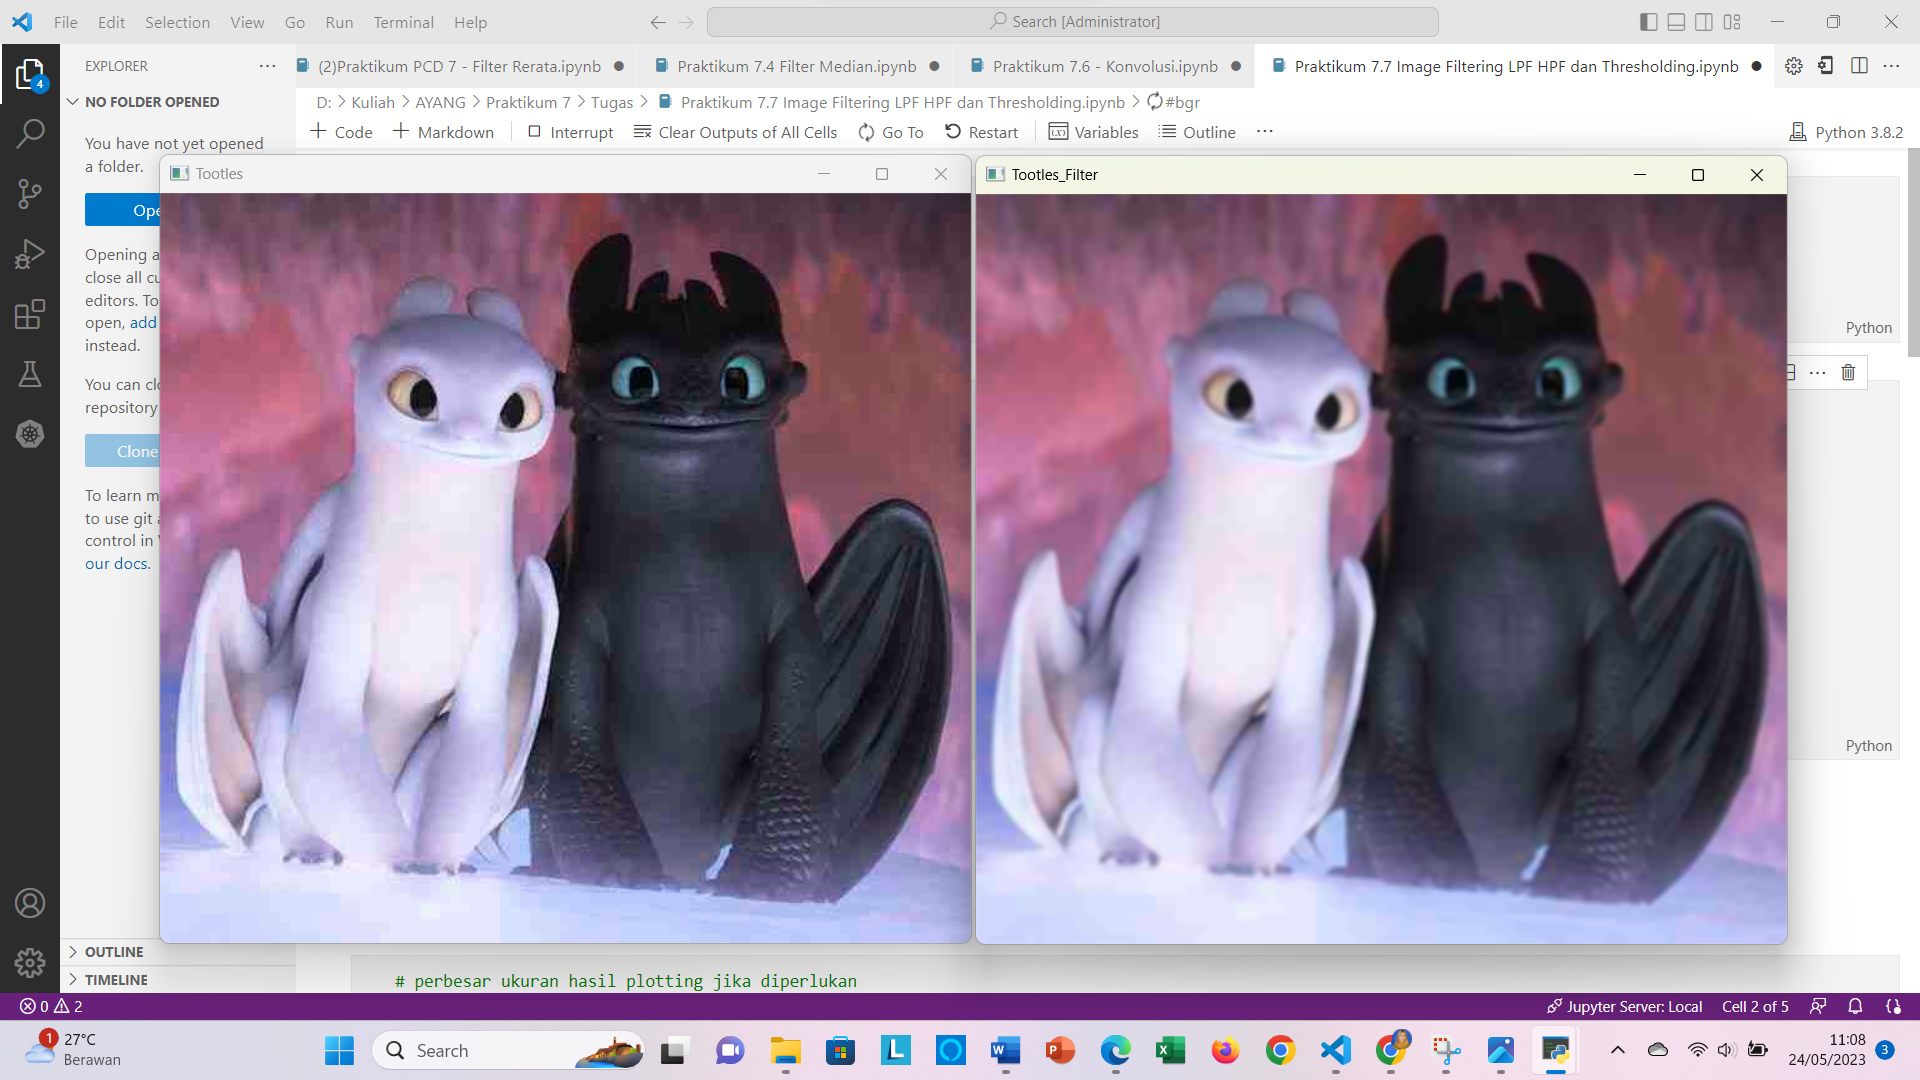 File Edit Selection View Go Run Terminal Help
Search [Administrator]
EXPLORER
(2)Praktikum PCD 7 - Filter Rerata.ipynb
Praktikum 7.4 Filter Median.ipynb
Praktikum 7.6 - Konvolusi.ipynb
Praktikum 7.7 Image Filtering LPF HPF dan Thresholding.ipynb
NO FOLDER OPENED
D: > Kuliah > AYANG > Praktikum 7 > Tugas > Praktikum 7.7 Image Filtering LPF HPF dan Thresholding.ipynb > #bgr
+ Code + Markdown Interrupt Clear Outputs of All Cells Go To Restart Variables Outline ...
Python 3.8.2
You have not yet opened
a folder.
Tootles
Tootles_Filter
Ope
Opening a
close all cu
editors. To
open, add
instead.
Python
You can clo
repository
Clone
To learn m
to use git a
control in
our docs.
Python
OUTLINE
TIMELINE
# perbesar ukuran hasil plotting jika diperlukan
0 2
Jupyter Server: Local Cell 2 of 5
4
1
27°C
Berawan
Search
11:08
24/05/2023
3